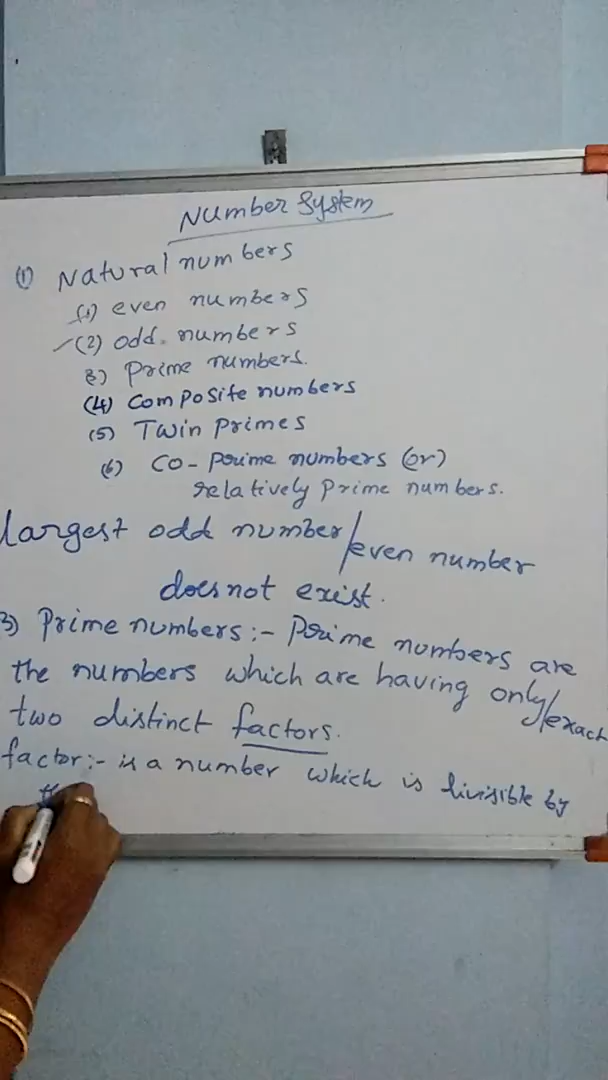 Number System
(1) Natural numbers
(1) even numbers
(2) odd numbers
3) Prime numbers.
(4) Composite numbers
(5) Twin primes
(6) Co-prime numbers (or)
relatively prime numbers.
largest odd number/even number
does not exist.
3) Prime numbers:- Prime numbers are
the numbers which are having only/exact
two distinct factors.
factor:- is a number which is livisible by